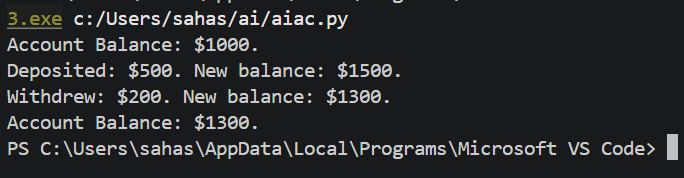 3.exe c:/Users/sahas/ai/aiac.py
Account Balance: $1000.
Deposited: $500. New balance: $1500.
Withdrew: $200. New balance: $1300.
Account Balance: $1300.
PS C:\Users\sahas\AppData\Local\Programs\Microsoft VS Code>